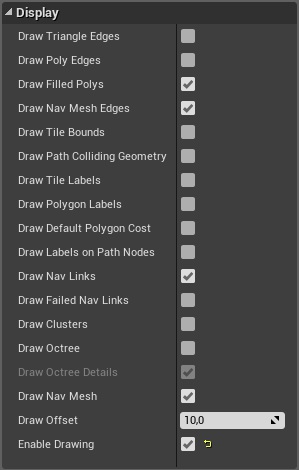 Display
Draw Triangle Edges
Draw Poly Edges
Draw Filled Polys
Draw Nav Mesh Edges
Draw Tile Bounds
Draw Path Colliding Geometry
Draw Tile Labels
Draw Polygon Labels
Draw Default Polygon Cost
Draw Labels on Path Nodes
Draw Nav Links
Draw Failed Nav Links
Draw Clusters
Draw Octree
Draw Octree Details
Draw Nav Mesh
Draw Offset 10,0
Enable Drawing